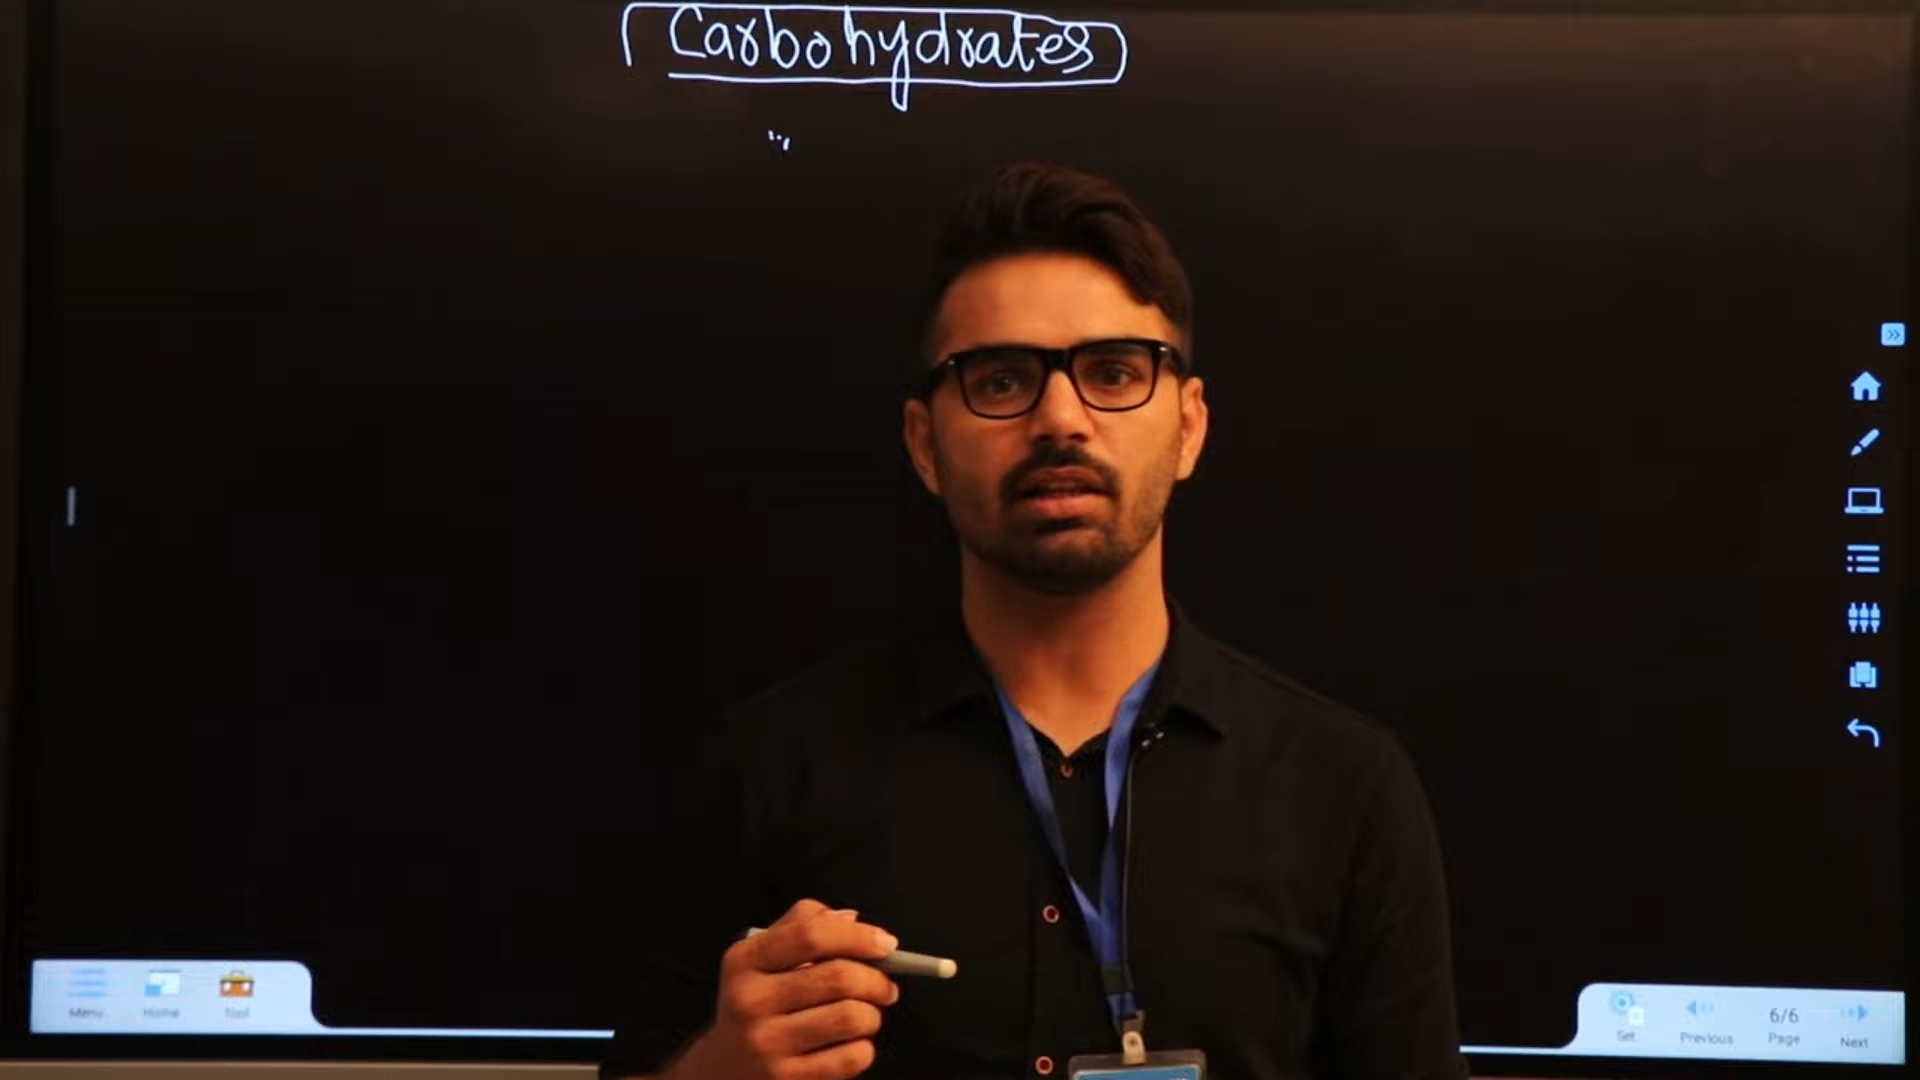 Carbohydrates
Menu
Home
Tool
Set
Previous
6/6
Page
Next